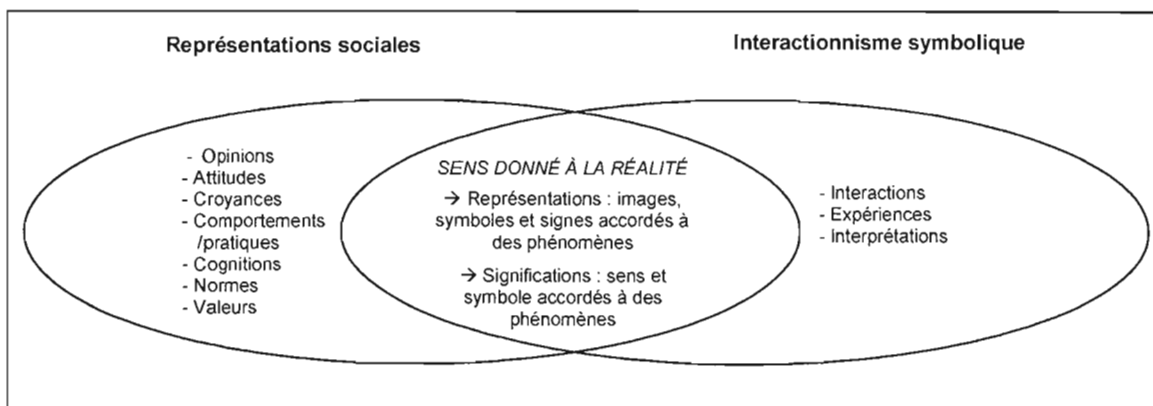 Représentations sociales
Interactionnisme symbolique
- Opinions
- Attitudes
- Croyances
- Comportements
/pratiques
- Cognitions
- Normes
- Valeurs
SENS DONNÉ À LA RÉALITÉ
→ Représentations : images,
symboles et signes accordés à
des phénomènes
→ Significations : sens et
symbole accordés à des
phénomènes
- Interactions
- Expériences
- Interprétations